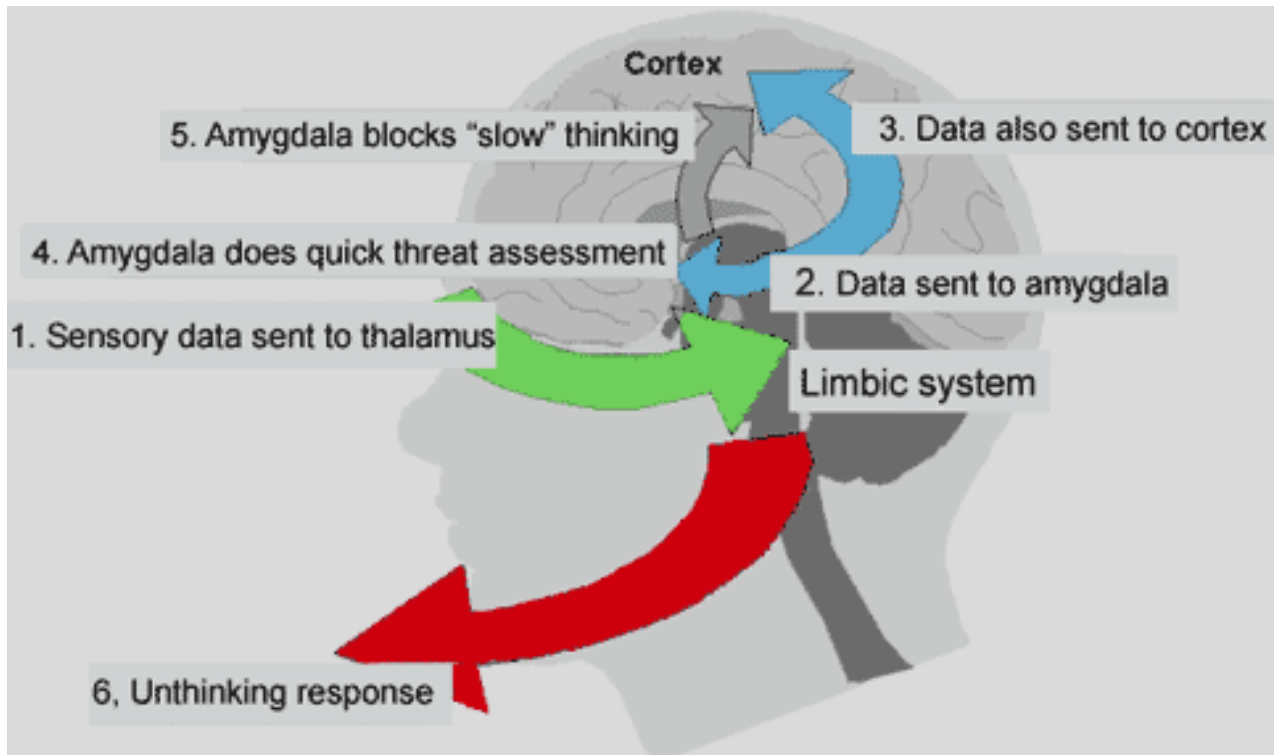 Cortex
5. Amygdala blocks “slow” thinking
3. Data also sent to cortex
4. Amygdala does quick threat assessment
2. Data sent to amygdala
1. Sensory data sent to thalamus
Limbic system
6, Unthinking response